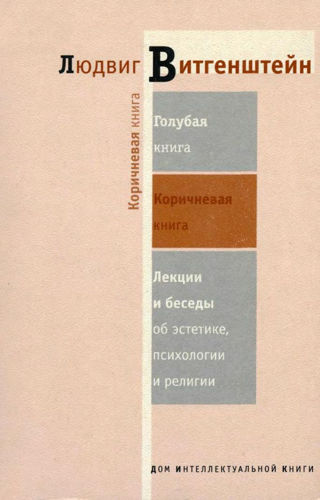 Людвиг Витгенштейн
Коричневая книга
Голубая
книга
Коричневая
книга
Лекции
и беседы
об эстетике,
психологии
и религии
Дом интеллектуальной книги